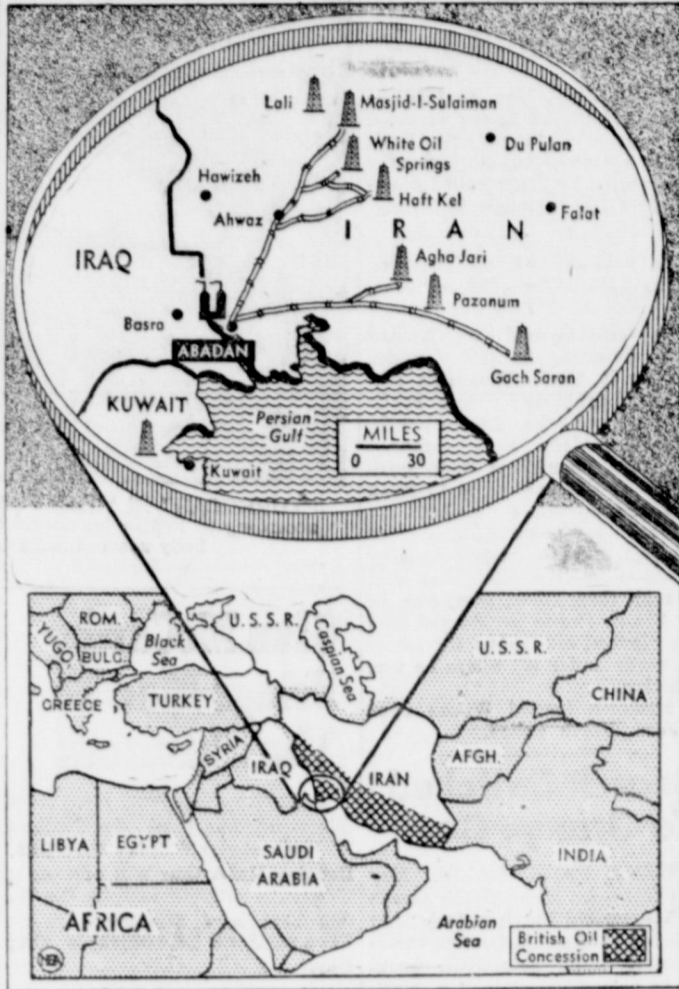 Lali
Masjid-I-Sulaiman
White Oil
Springs
Du Pulan
Hawizeh
Haft Kel
Ahwaz
Falat
IRAN
IRAQ
Agha Jari
Pazanum
Basra
ABADAN
Gach Saran
KUWAIT
Persian
Gulf
MILES
0 30
Kuwait
ROM.
Black
Sea
U. S. S. R.
Caspian Sea
U. S. S. R.
YUGO.
BULG.
CHINA
GREECE
TURKEY
SYRIA
IRAQ
IRAN
AFGH.
LIBYA
EGYPT
SAUDI
ARABIA
INDIA
AFRICA
Arabian
Sea
British Oil
Concession
NEA